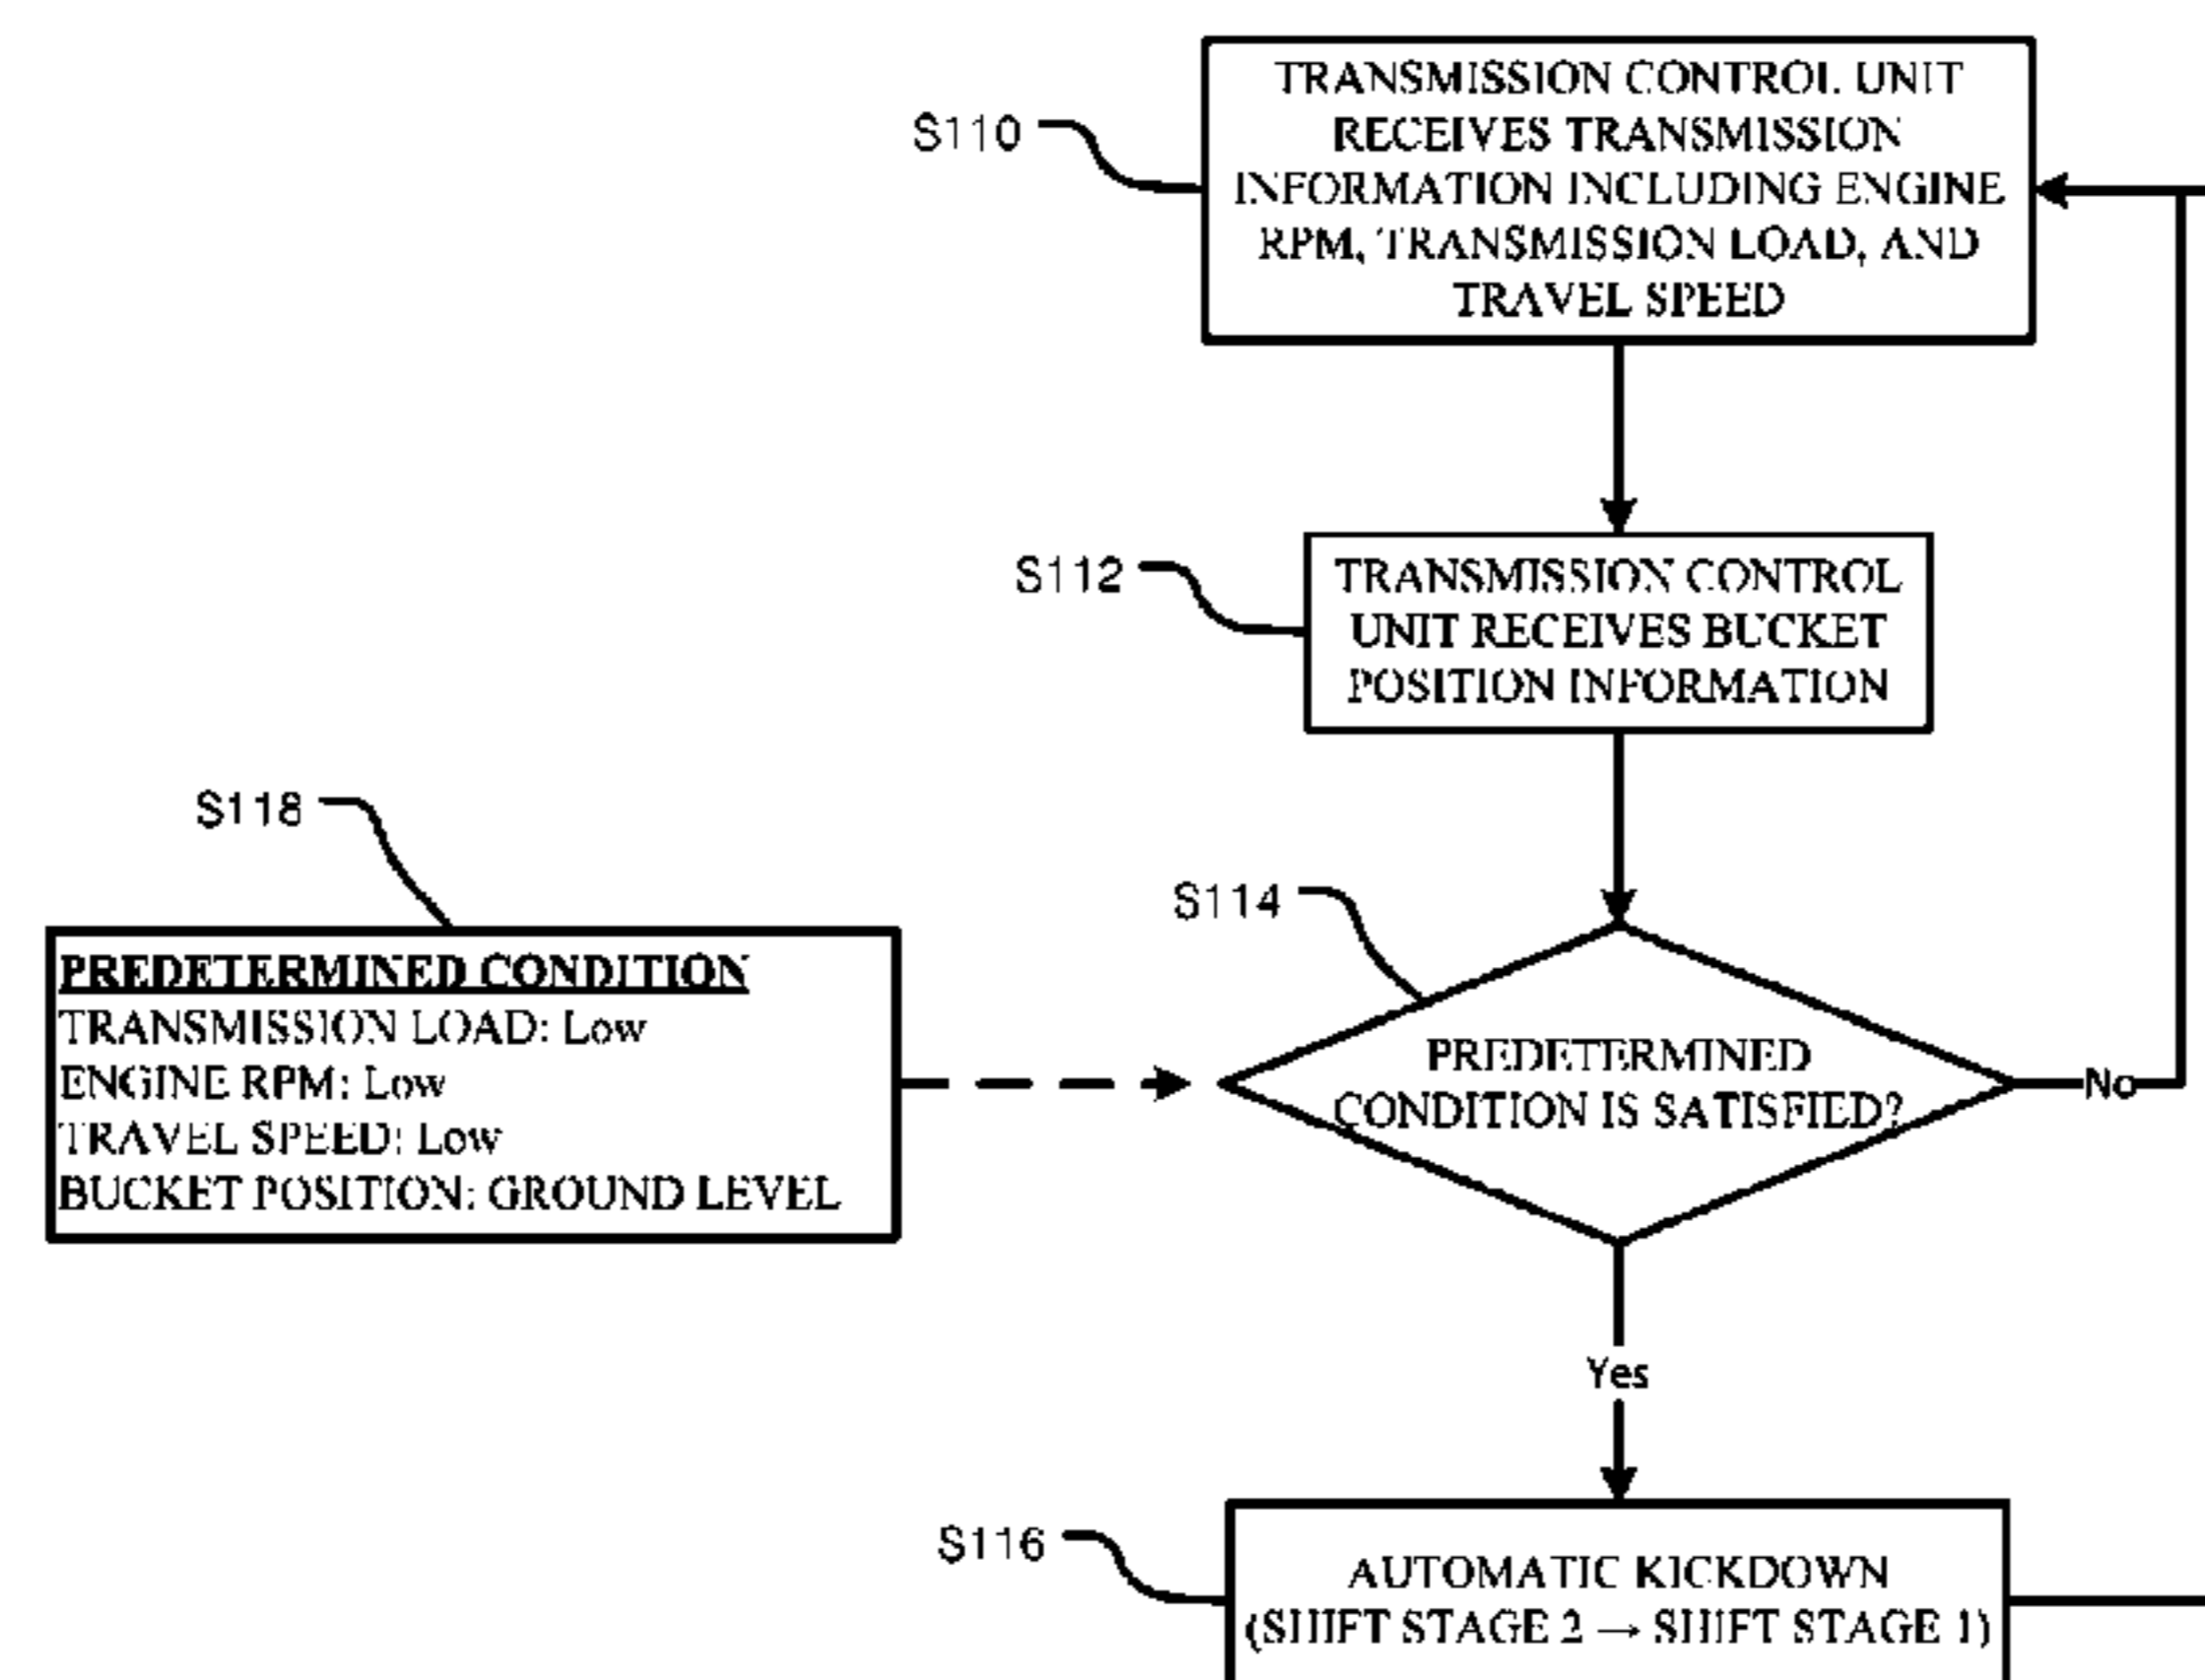 S110
TRANSMISSION CONTROL UNIT
RECEIVES TRANSMISSION
INFORMATION INCLUDING ENGINE
RPM, TRANSMISSION LOAD, AND
TRAVEL SPEED
S112
TRANSMISSION CONTROL
UNIT RECEIVES BUCKET
POSITION INFORMATION
S118
PREDETERMINED CONDITION
TRANSMISSION LOAD: Low
ENGINE RPM: Low
TRAVEL SPEED: Low
BUCKET POSITION: GROUND LEVEL
S114
PREDETERMINED
CONDITION IS SATISFIED?
No
Yes
S116
AUTOMATIC KICKDOWN
(SHIFT STAGE 2 → SHIFT STAGE 1)